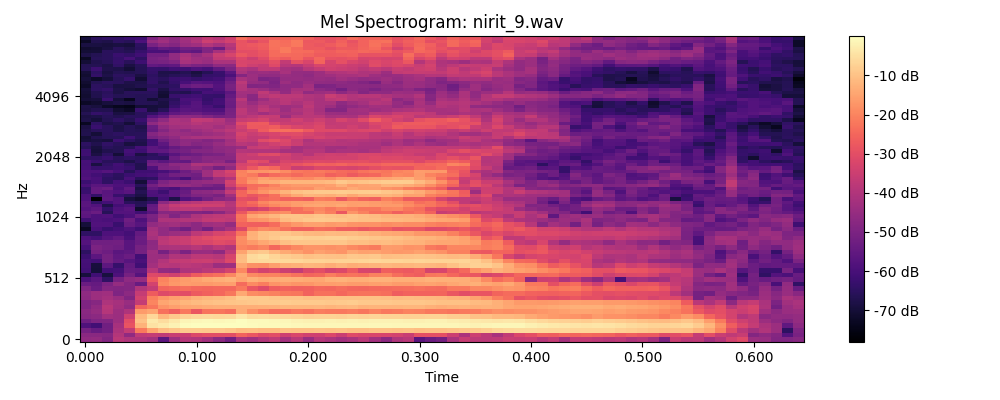 Mel Spectrogram: nirit_9.wav
Hz
4096
2048
1024
512
0
0.000 0.100 0.200 0.300 0.400 0.500 0.600
Time
-10 dB
-20 dB
-30 dB
-40 dB
-50 dB
-60 dB
-70 dB